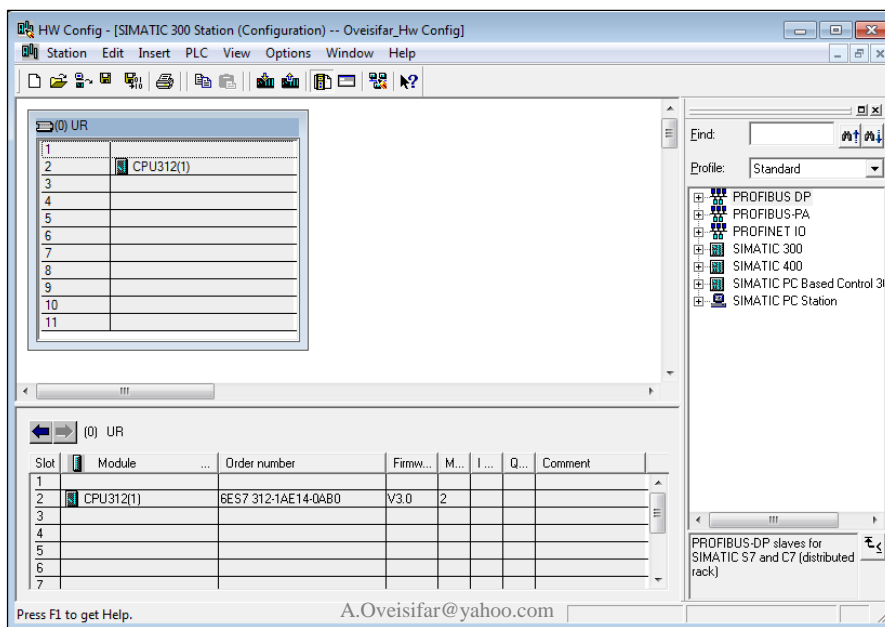 HW Config - [SIMATIC 300 Station (Configuration) -- Oveisifar_Hw Config]
Station Edit Insert PLC View Options Window Help
(0) UR
1
2 CPU312(1)
3
4
5
6
7
8
9
10
11
Find:
Profile: Standard
PROFIBUS DP
PROFIBUS-PA
PROFINET IO
SIMATIC 300
SIMATIC 400
SIMATIC PC Based Control 30
SIMATIC PC Station
(0) UR
Slot Module ... Order number Firmw... M... I ... Q... Comment
1
2 CPU312(1) 6ES7 312-1AE14-0AB0 V3.0 2
3
4
5
6
7
PROFIBUS-DP slaves for
SIMATIC S7 and C7 (distributed
rack)
Press F1 to get Help.
A.Oveisifar@yahoo.com